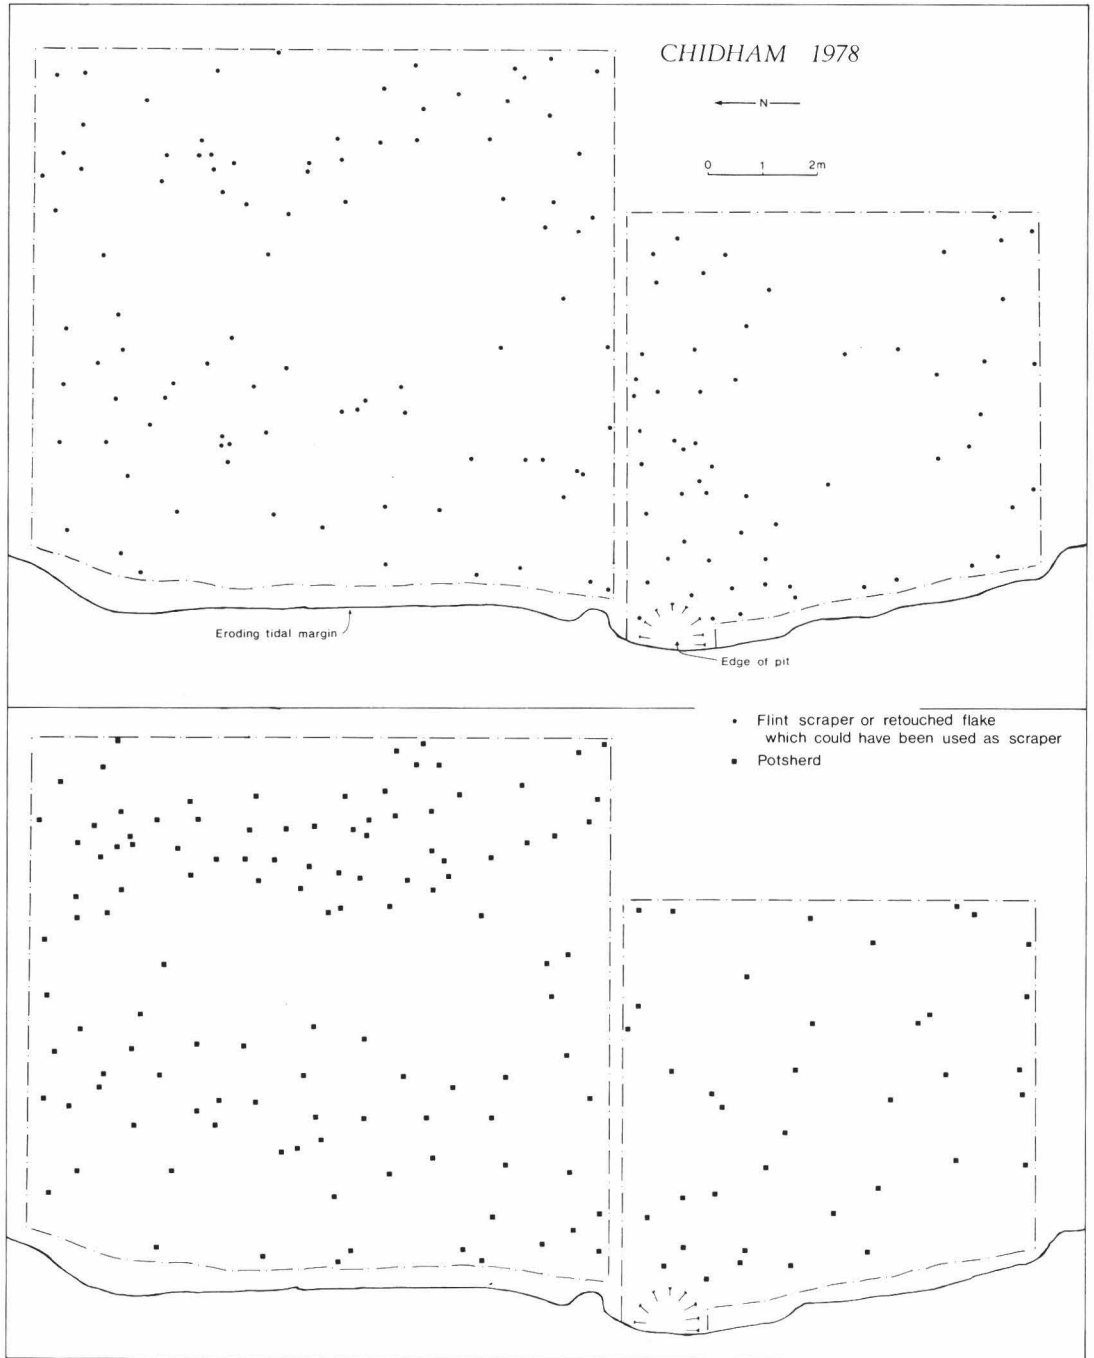 CHIDHAM 1978
N
0 1 2m
Eroding tidal margin
Edge of pit
Flint scraper or retouched flake
which could have been used as scraper
Potsherd